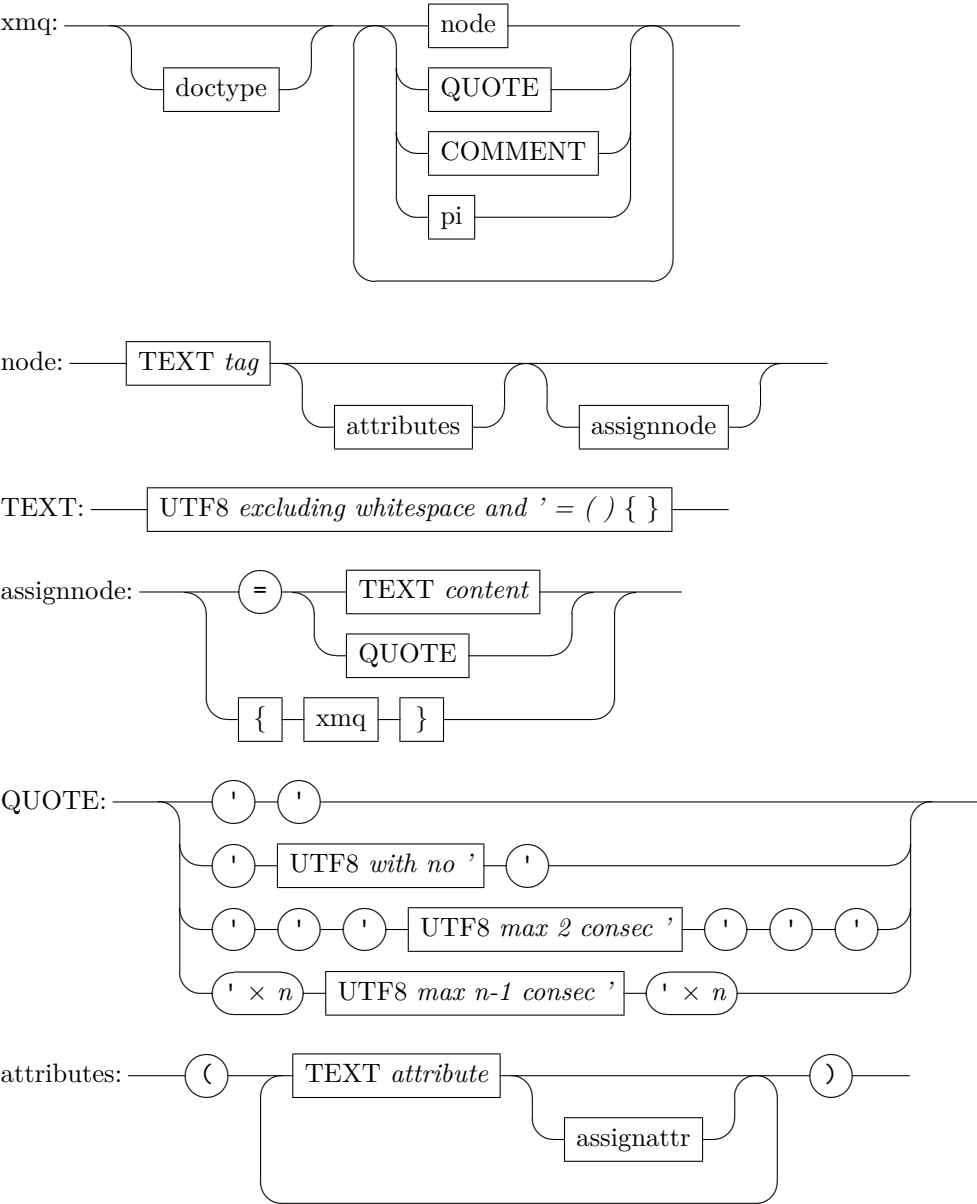 xmq: node
doctype QUOTE
COMMENT
pi
node: TEXT tag
attributes assignnode
TEXT: UTF8 excluding whitespace and ’ = ( ) { }
assignnode: = TEXT content
QUOTE
{ xmq }
QUOTE: ' '
' UTF8 with no ’ '
' ' ' UTF8 max 2 consec ’ ' ' '
' × n UTF8 max n-1 consec ’ ' × n
attributes: ( TEXT attribute )
assignattr